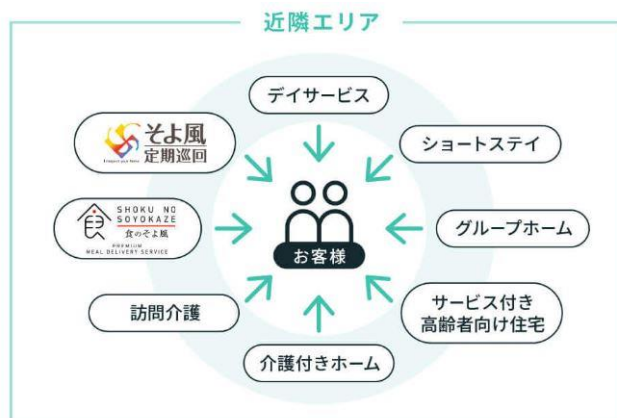 近隣エリア
デイサービス
そよ風
定期巡回
ショートステイ
SHOKU NO
SOYOKAZE
食のそよ風
PREMIUM
MEAL DELIVERY SERVICE
食
グループホーム
お客様
訪問介護
サービス付き
高齢者向け住宅
介護付きホーム